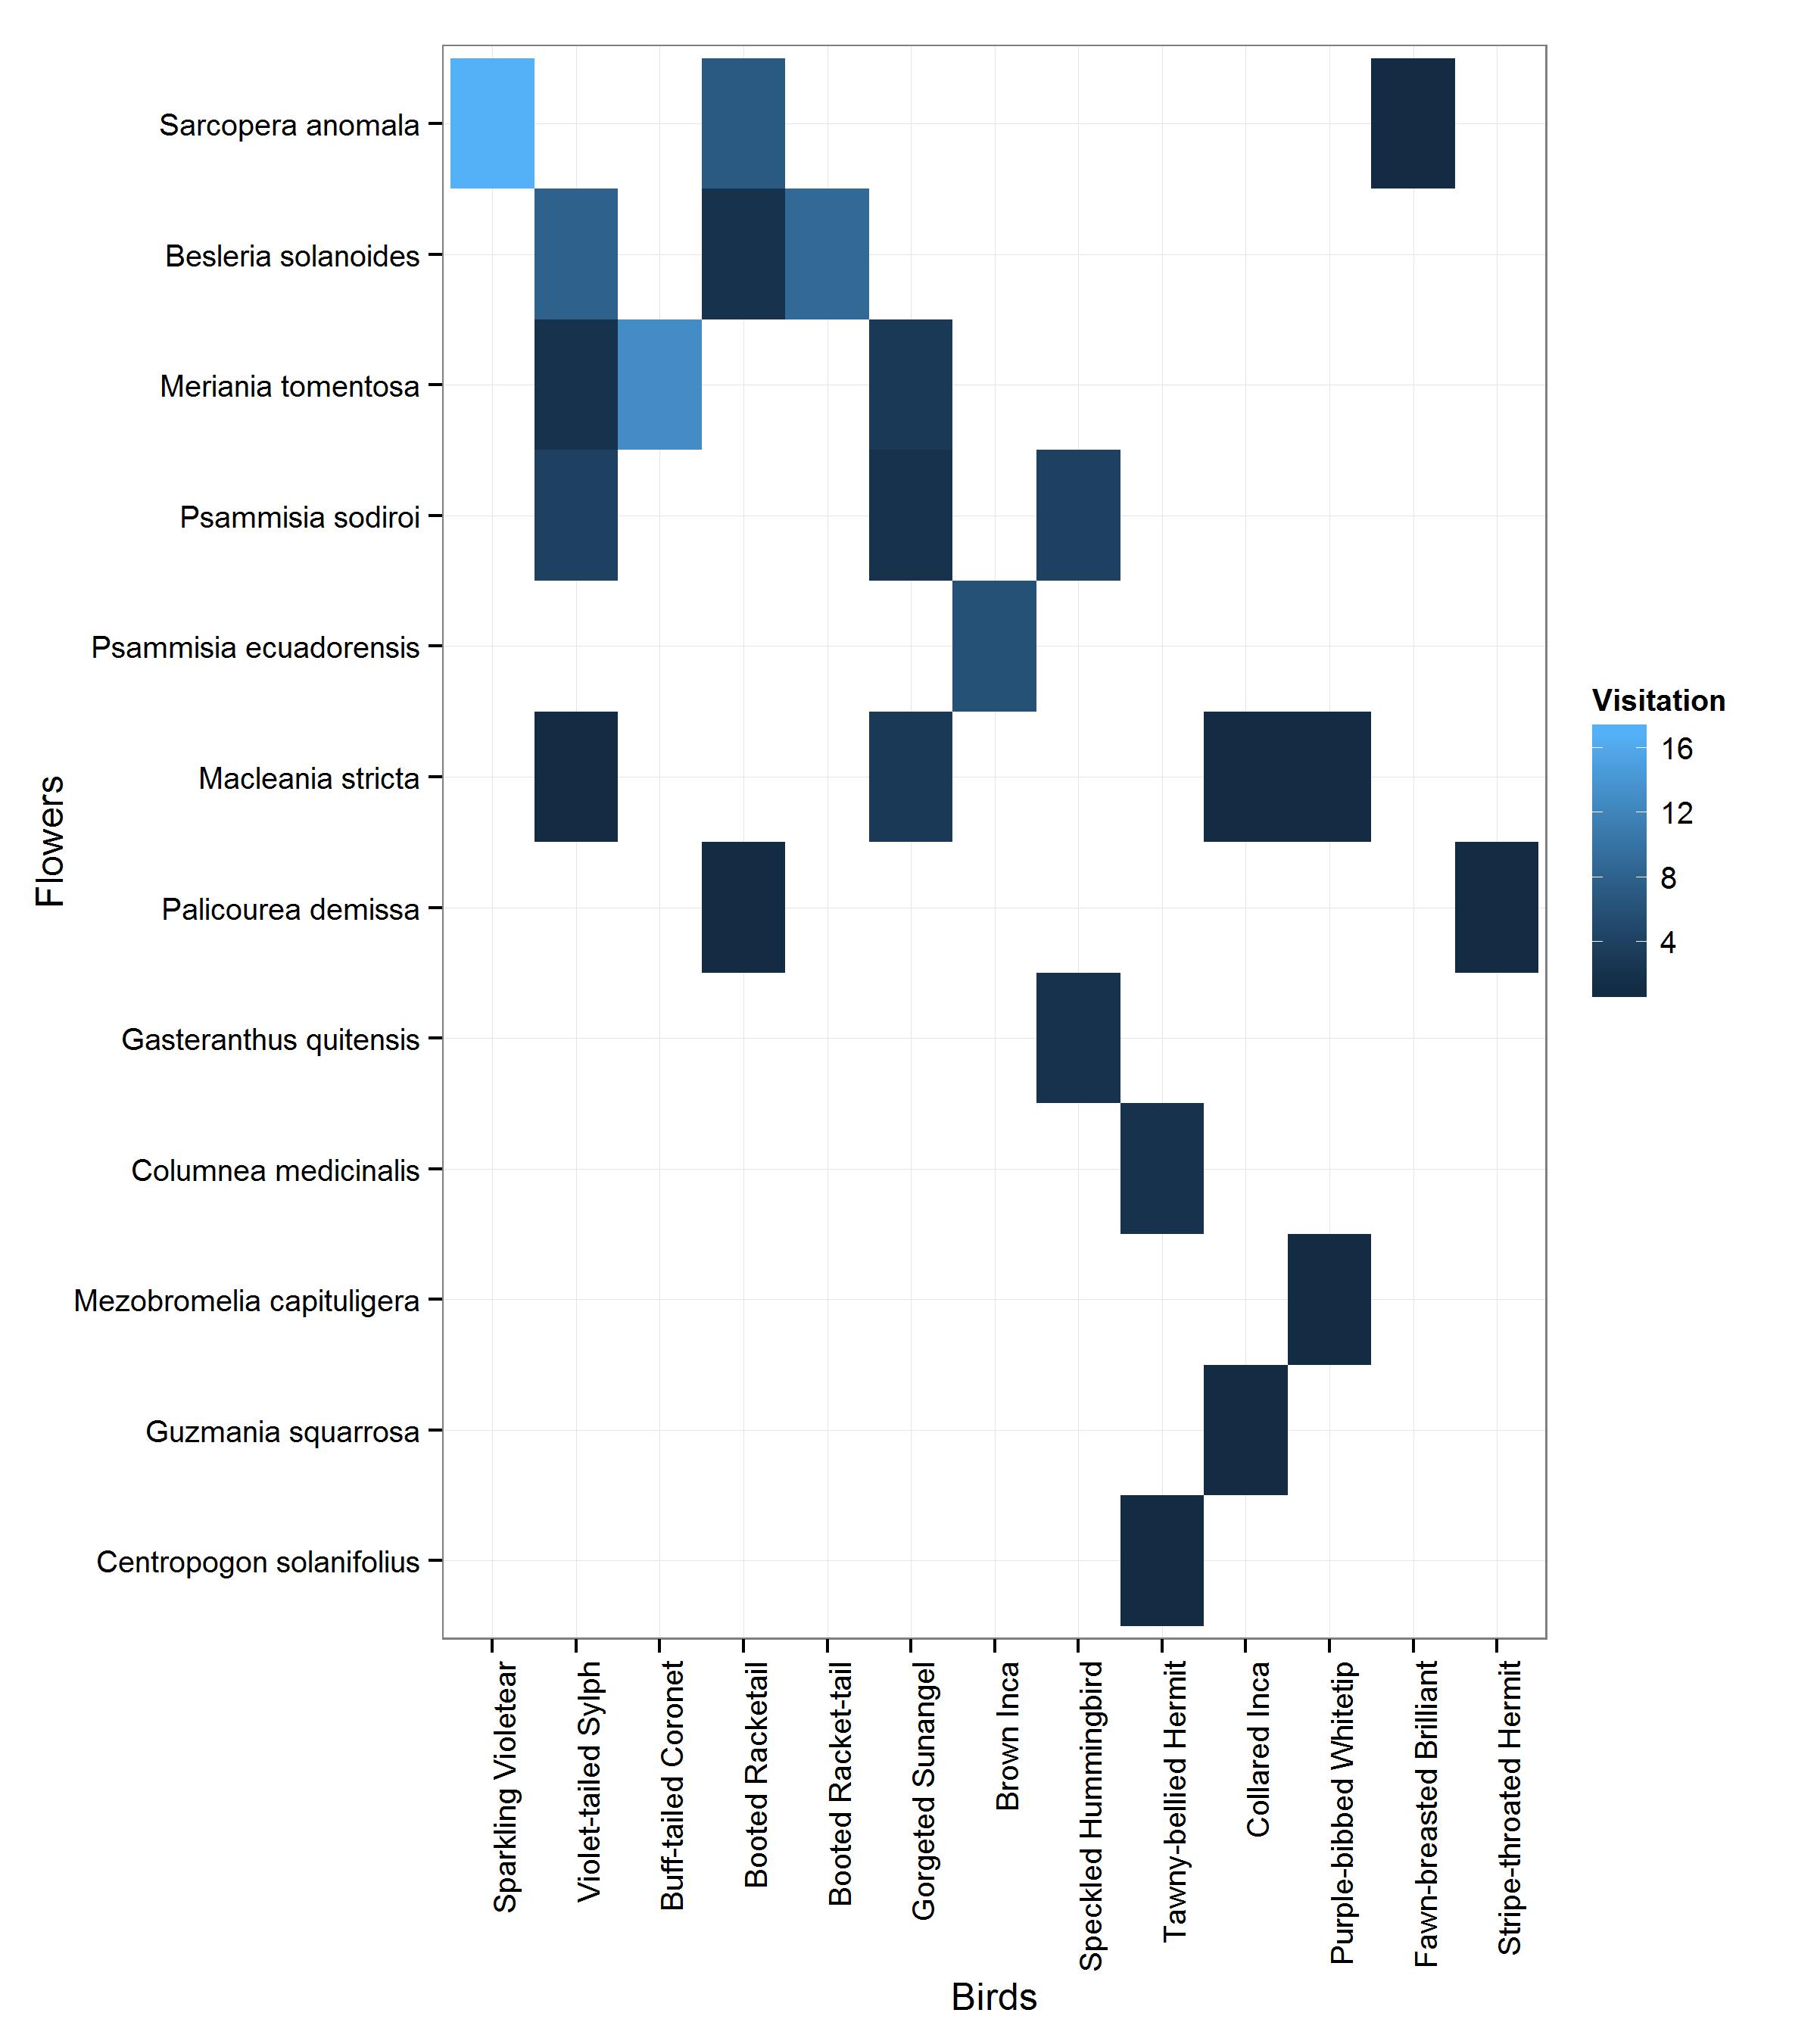 Sarcopera anomala
Besleria solanoides
Meriania tomentosa
Psammisia sodiroi
Psammisia ecuadorensis
Macleania stricta
Palicourea demissa
Gasteranthus quitensis
Columnea medicinalis
Mezobromelia capituligera
Guzmania squarrosa
Centropogon solanifolius
Flowers
Sparkling Violetear
Violet-tailed Sylph
Buff-tailed Coronet
Booted Racketail
Booted Racket-tail
Gorgeted Sunangel
Brown Inca
Speckled Hummingbird
Tawny-bellied Hermit
Collared Inca
Purple-bibbed Whitetip
Fawn-breasted Brilliant
Stripe-throated Hermit
Birds
Visitation
16
12
8
4